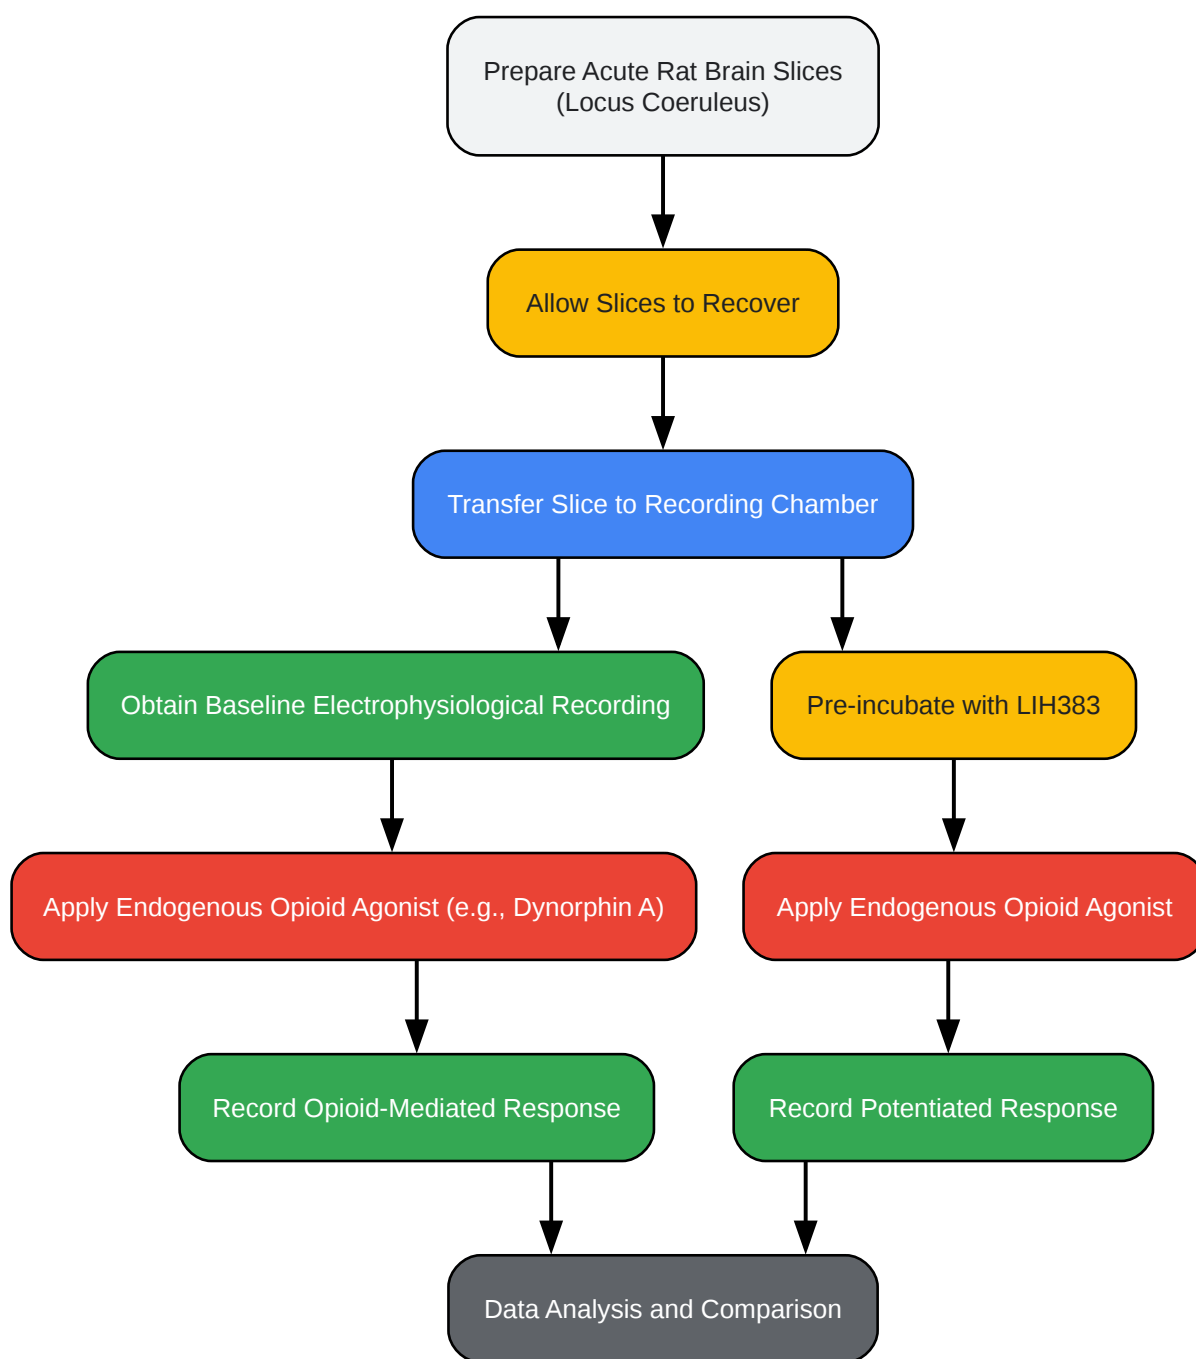 Prepare Acute Rat Brain Slices
(Locus Coeruleus)
Allow Slices to Recover
Transfer Slice to Recording Chamber
Obtain Baseline Electrophysiological Recording
Pre-incubate with LIH383
Apply Endogenous Opioid Agonist (e.g., Dynorphin A)
Apply Endogenous Opioid Agonist
Record Opioid-Mediated Response
Record Potentiated Response
Data Analysis and Comparison